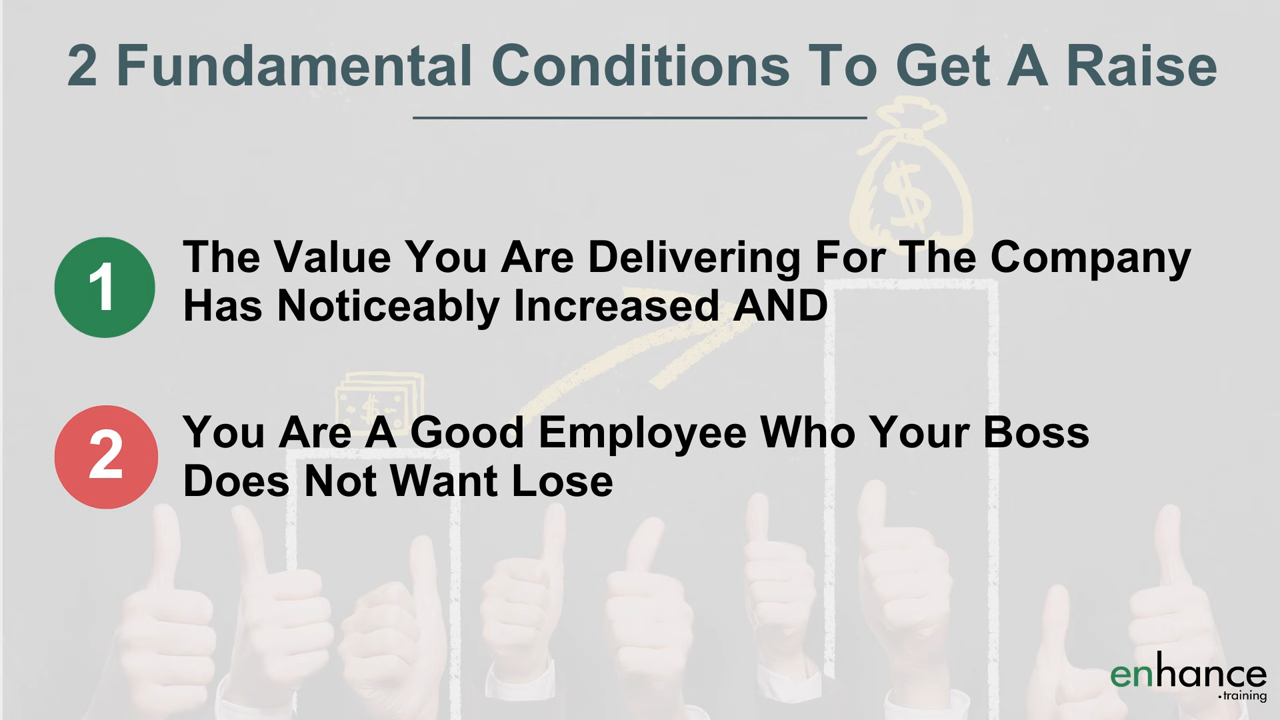 2 Fundamental Conditions To Get A Raise
$
1
The Value You Are Delivering For The Company
Has Noticeably Increased AND
$
2
You Are A Good Employee Who Your Boss
Does Not Want Lose
enhance
training